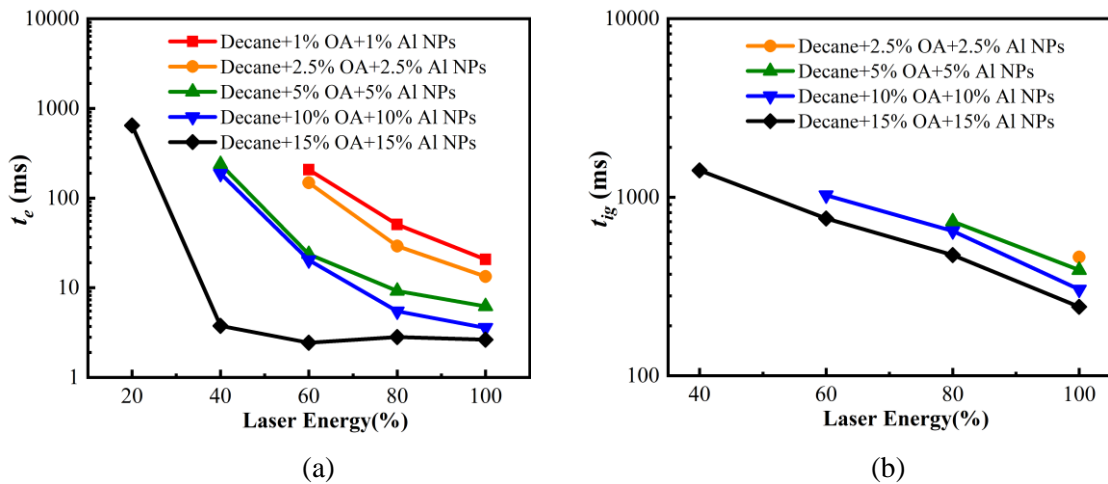 10000
1000
100
10
1
t_e (ms)
Decane+1% OA+1% Al NPs
Decane+2.5% OA+2.5% Al NPs
Decane+5% OA+5% Al NPs
Decane+10% OA+10% Al NPs
Decane+15% OA+15% Al NPs
20 40 60 80 100
Laser Energy(%)
(a)
10000
1000
100
t_ig (ms)
Decane+2.5% OA+2.5% Al NPs
Decane+5% OA+5% Al NPs
Decane+10% OA+10% Al NPs
Decane+15% OA+15% Al NPs
40 60 80 100
Laser Energy(%)
(b)